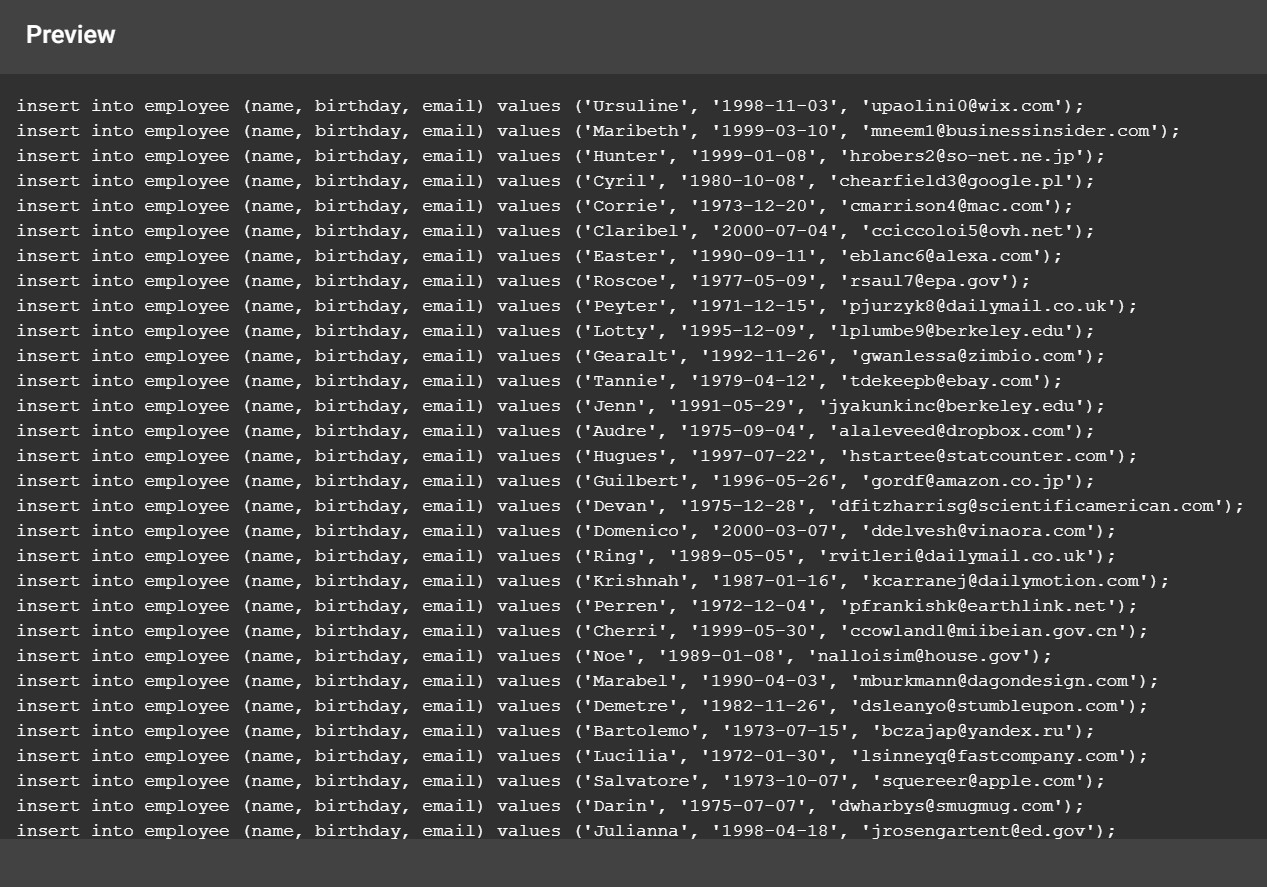 Preview
insert into employee (name, birthday, email) values ('Ursuline', '1998-11-03', 'upaolini0@wix.com');
insert into employee (name, birthday, email) values ('Maribeth', '1999-03-10', 'mneem1@businessinsider.com');
insert into employee (name, birthday, email) values ('Hunter', '1999-01-08', 'hrobers2@so-net.ne.jp');
insert into employee (name, birthday, email) values ('Cyril', '1980-10-08', 'chearfield3@google.pl');
insert into employee (name, birthday, email) values ('Corrie', '1973-12-20', 'cmarrison4@mac.com');
insert into employee (name, birthday, email) values ('Claribel', '2000-07-04', 'cciccoloi5@ovh.net');
insert into employee (name, birthday, email) values ('Easter', '1990-09-11', 'eblanc6@alexa.com');
insert into employee (name, birthday, email) values ('Roscoe', '1977-05-09', 'rsaul7@epa.gov');
insert into employee (name, birthday, email) values ('Peyter', '1971-12-15', 'pjurzyk8@dailymail.co.uk');
insert into employee (name, birthday, email) values ('Lotty', '1995-12-09', 'lplumbe9@berkeley.edu');
insert into employee (name, birthday, email) values ('Gearalt', '1992-11-26', 'gwanlessa@zimbio.com');
insert into employee (name, birthday, email) values ('Tannie', '1979-04-12', 'tdekeepb@ebay.com');
insert into employee (name, birthday, email) values ('Jenn', '1991-05-29', 'jyakunkinc@berkeley.edu');
insert into employee (name, birthday, email) values ('Audre', '1975-09-04', 'alaleveed@dropbox.com');
insert into employee (name, birthday, email) values ('Hugues', '1997-07-22', 'hstartee@statcounter.com');
insert into employee (name, birthday, email) values ('Guilbert', '1996-05-26', 'gordf@amazon.co.jp');
insert into employee (name, birthday, email) values ('Devan', '1975-12-28', 'dfitzharrisg@scientificamerican.com');
insert into employee (name, birthday, email) values ('Domenico', '2000-03-07', 'ddelvesh@vinaora.com');
insert into employee (name, birthday, email) values ('Ring', '1989-05-05', 'rvitleri@dailymail.co.uk');
insert into employee (name, birthday, email) values ('Krishnah', '1987-01-16', 'kcarranej@dailymotion.com');
insert into employee (name, birthday, email) values ('Perren', '1972-12-04', 'pfrankishk@earthlink.net');
insert into employee (name, birthday, email) values ('Cherri', '1999-05-30', 'ccowlandl@miibeian.gov.cn');
insert into employee (name, birthday, email) values ('Noe', '1989-01-08', 'nalloisim@house.gov');
insert into employee (name, birthday, email) values ('Marabel', '1990-04-03', 'mburkmann@dagondesign.com');
insert into employee (name, birthday, email) values ('Demetre', '1982-11-26', 'dsleanyo@stumbleupon.com');
insert into employee (name, birthday, email) values ('Bartolemo', '1973-07-15', 'bczajap@yandex.ru');
insert into employee (name, birthday, email) values ('Lucilia', '1972-01-30', 'lsinneyq@fastcompany.com');
insert into employee (name, birthday, email) values ('Salvatore', '1973-10-07', 'squereer@apple.com');
insert into employee (name, birthday, email) values ('Darin', '1975-07-07', 'dwharbys@smugmug.com');
insert into employee (name, birthday, email) values ('Julianna', '1998-04-18', 'jrosengartent@ed.gov');